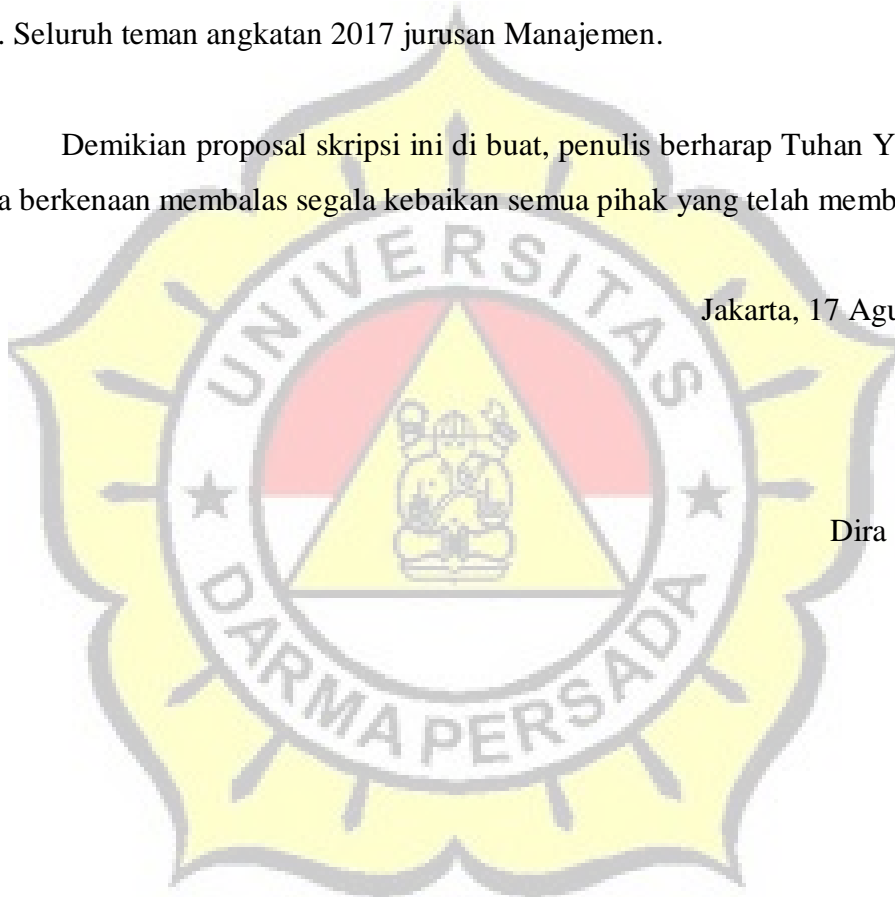 . Seluruh teman angkatan 2017 jurusan Manajemen.
Demikian proposal skripsi ini di buat, penulis berharap Tuhan Y
a berkenaan membalas segala kebaikan semua pihak yang telah memb
Jakarta, 17 Agu
Dira
UNIVERSITAS
DARMA PERSADA